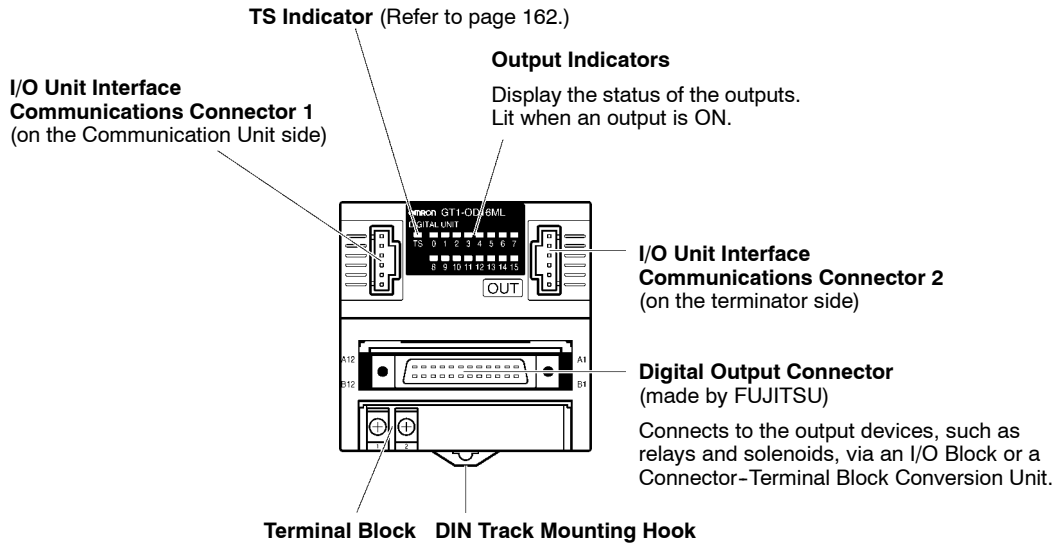 TS Indicator (Refer to page 162.)
Output Indicators
Display the status of the outputs.
Lit when an output is ON.
I/O Unit Interface
Communications Connector 1
(on the Communication Unit side)
OMRON GT1-OD16ML
DIGITAL UNIT
TS 0 1 2 3 4 5 6 7
8 9 10 11 12 13 14 15
OUT
I/O Unit Interface
Communications Connector 2
(on the terminator side)
A12
A1
B12
B1
Digital Output Connector
(made by FUJITSU)
Connects to the output devices, such as
relays and solenoids, via an I/O Block or a
Connector-Terminal Block Conversion Unit.
1 2
Terminal Block
DIN Track Mounting Hook